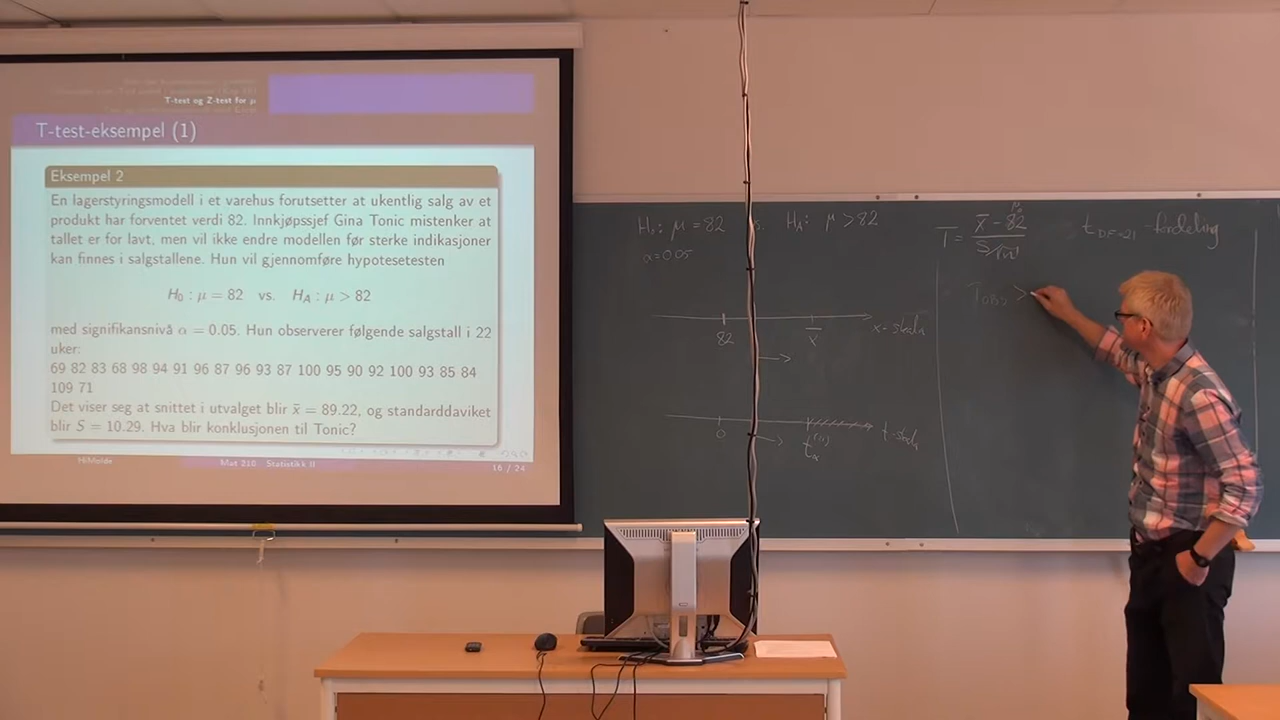 T-test og Z-test for μ
T-test-eksempel (1)
Eksempel 2
En lagerstyringsmodell i et varehus forutsetter at ukentlig salg av et
produkt har forventet verdi 82. Innkjøpssjef Gina Tonic mistenker at
tallet er for lavt, men vil ikke endre modellen før sterke indikasjoner
kan finnes i salgstallene. Hun vil gjennomføre hypotesetesten
H₀ : μ = 82 vs. H_A : μ > 82
med signifikansnivå α = 0.05. Hun observerer følgende salgstall i 22
uker:
69 82 83 68 98 94 91 96 87 96 93 87 100 95 90 92 100 93 85 84
109 71
Det viser seg at snittet i utvalget blir x̄ = 89.22, og standarddaviket
blir S = 10.29. Hva blir konklusjonen til Tonic?
HiMolde Mat 210 Statistikk II 16 / 24
H₀: μ = 82 vs. H_A: μ > 82
α = 0.05
82 x̄ x-skala
0 t_α t-skala
T = (x̄ - 82) / (S/√n) ~ t_DF=21 -fordeling
μ₀
T_OBS >